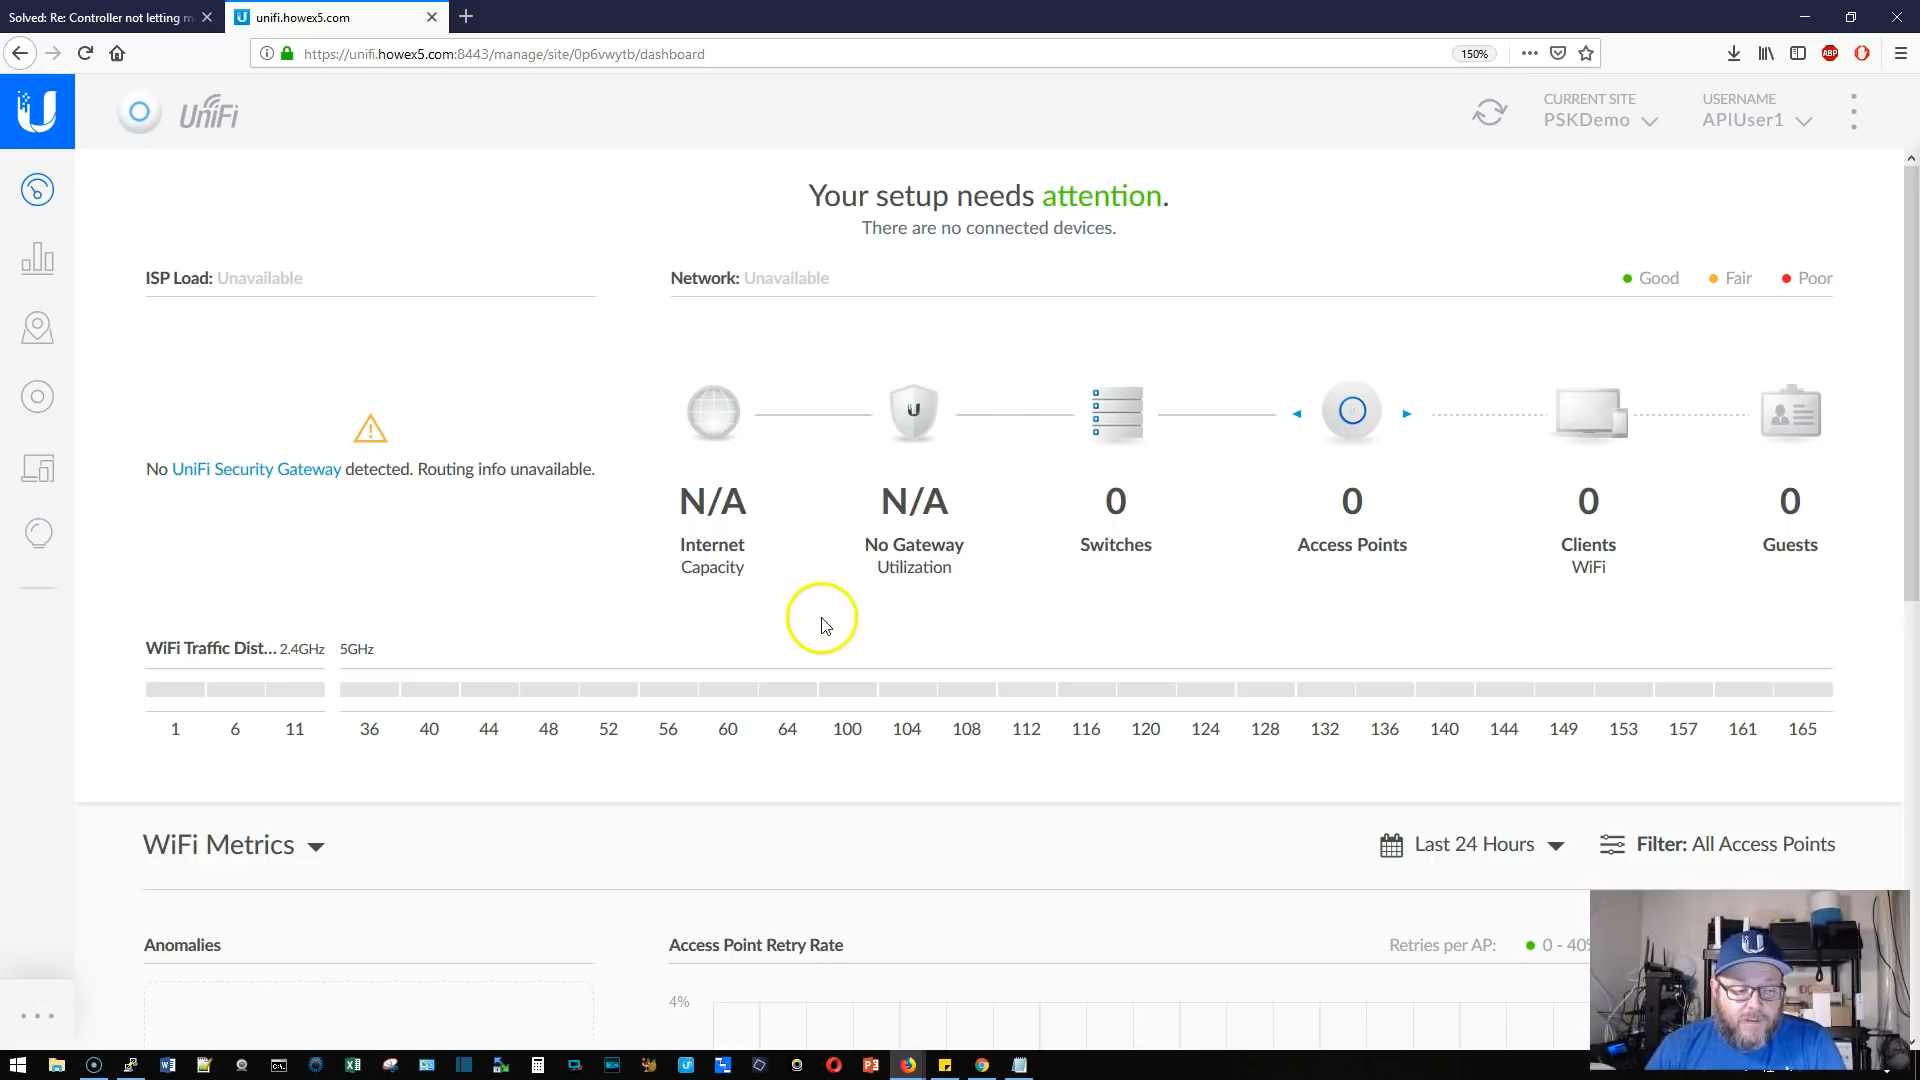 Solved: Re: Controller not letting m
unifi.howex5.com
https://unifi.howex5.com:8443/manage/site/0p6vwytb/dashboard
150%
ABP
UniFi
CURRENT SITE
PSKDemo
USERNAME
APIUser1
Your setup needs attention.
There are no connected devices.
ISP Load: Unavailable
Network: Unavailable
Good
Fair
Poor
No UniFi Security Gateway detected. Routing info unavailable.
N/A
Internet
Capacity
N/A
No Gateway
Utilization
0
Switches
0
Access Points
0
Clients
WiFi
0
Guests
WiFi Traffic Dist... 2.4GHz 5GHz
1 6 11 36 40 44 48 52 56 60 64 100 104 108 112 116 120 124 128 132 136 140 144 149 153 157 161 165
WiFi Metrics
Last 24 Hours
Filter: All Access Points
Anomalies
Access Point Retry Rate
Retries per AP:
0 - 40%
4%